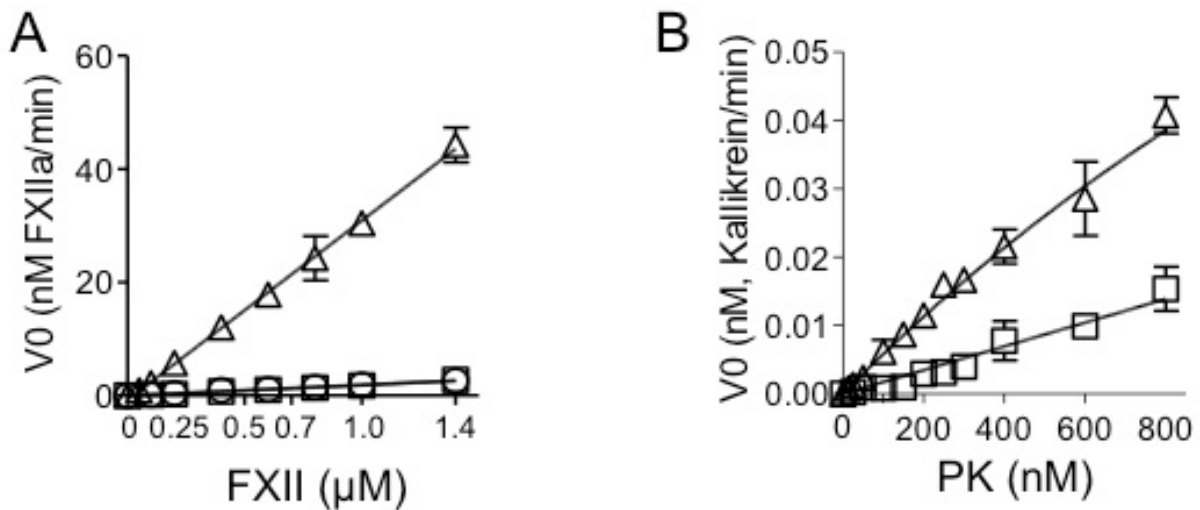 A
V0 (nM FXIIa/min)
60
40
20
0
0 0.25 0.5 0.7 1.0 1.4
FXII (µM)
B
V0 (nM, Kallikrein/min)
0.05
0.04
0.03
0.02
0.01
0.00
0 200 400 600 800
PK (nM)